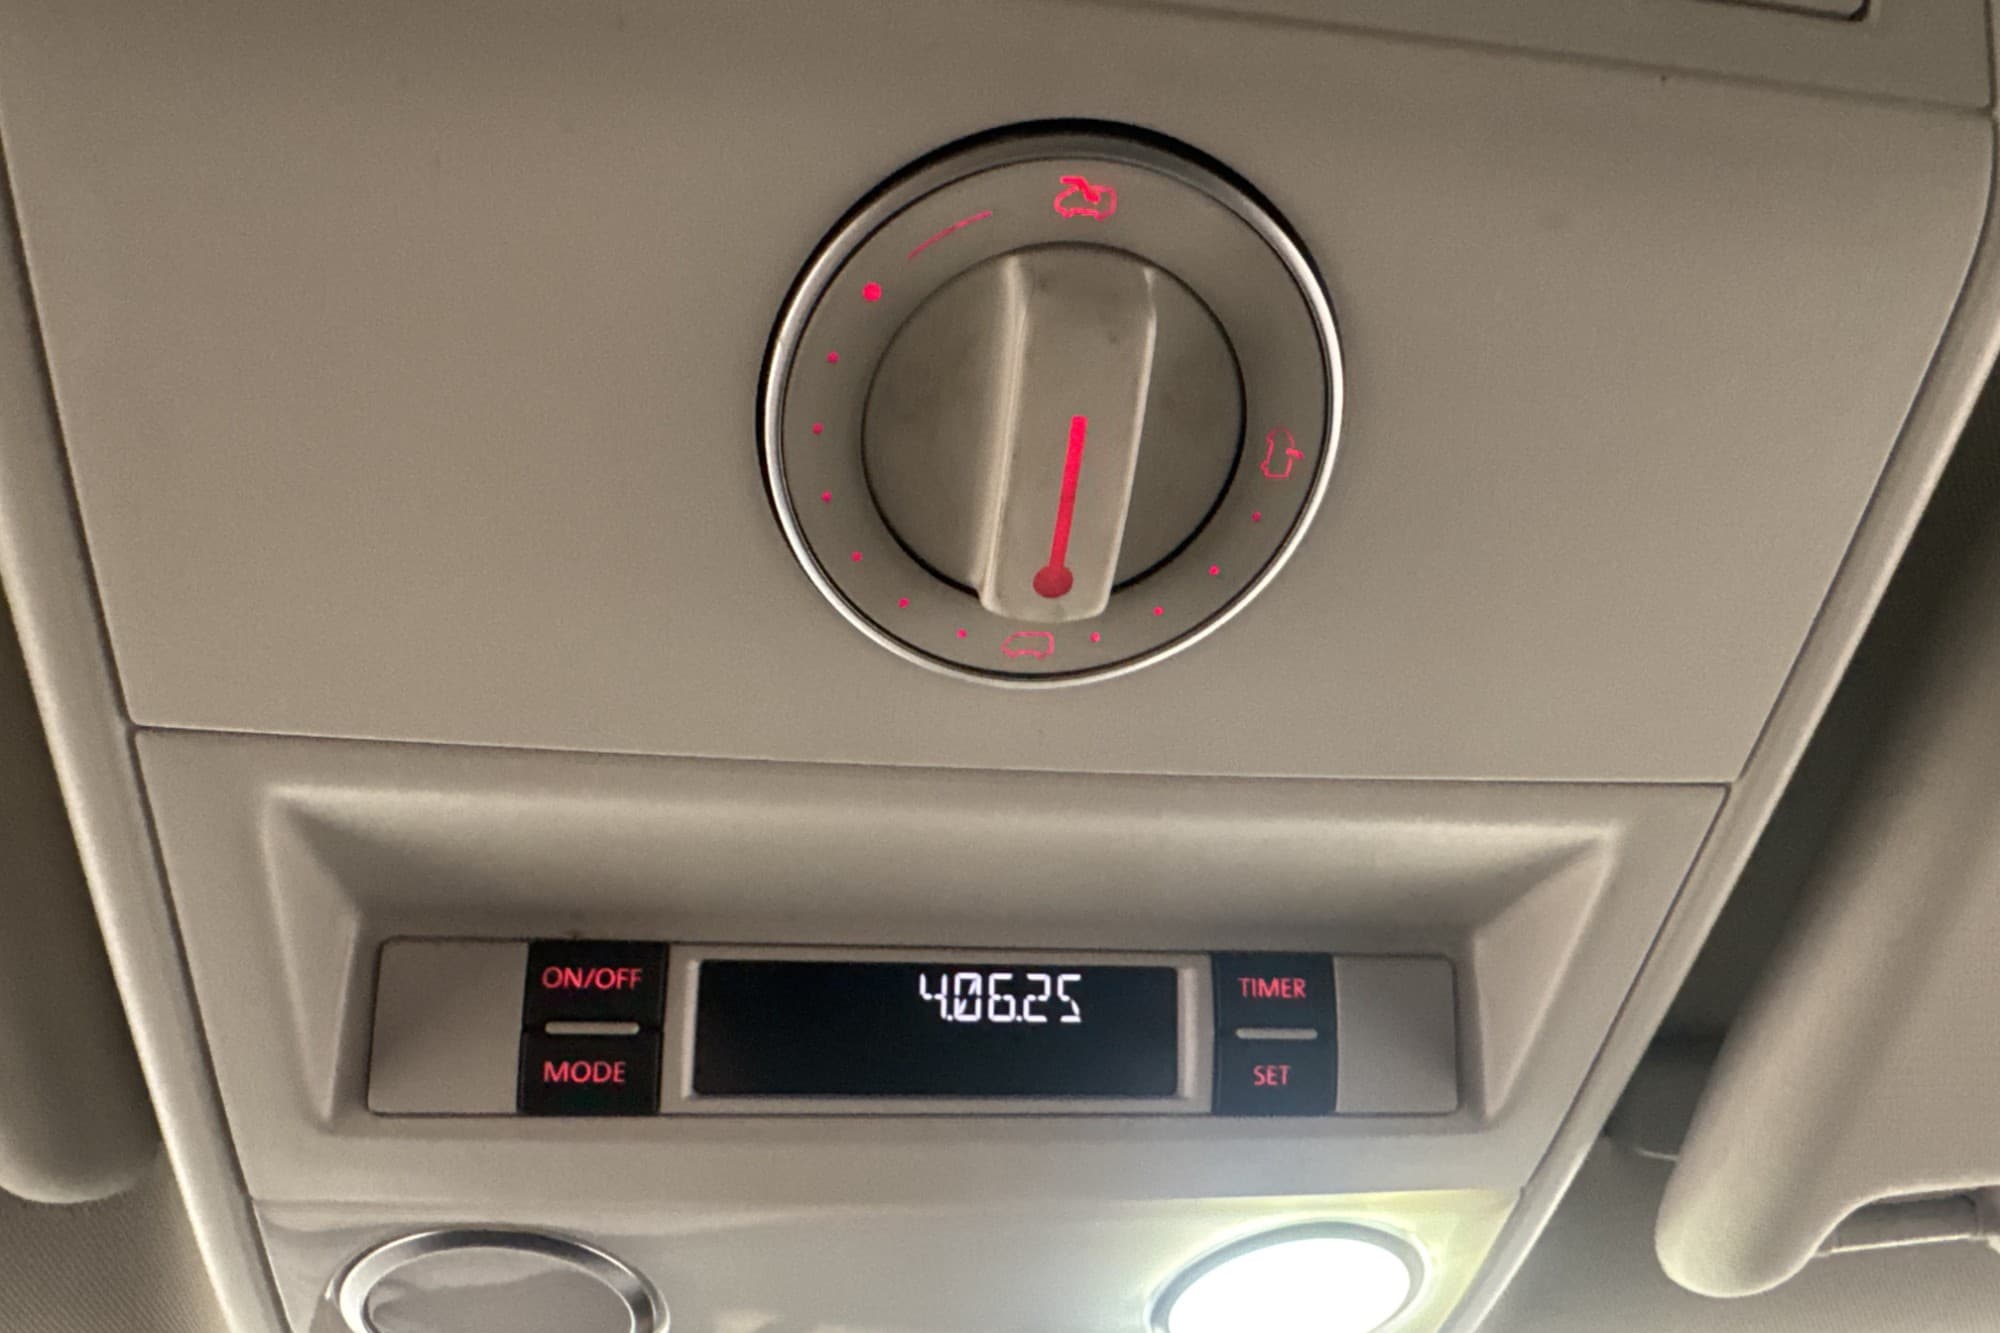 ON/OFF
4.06.25
TIMER
MODE
SET